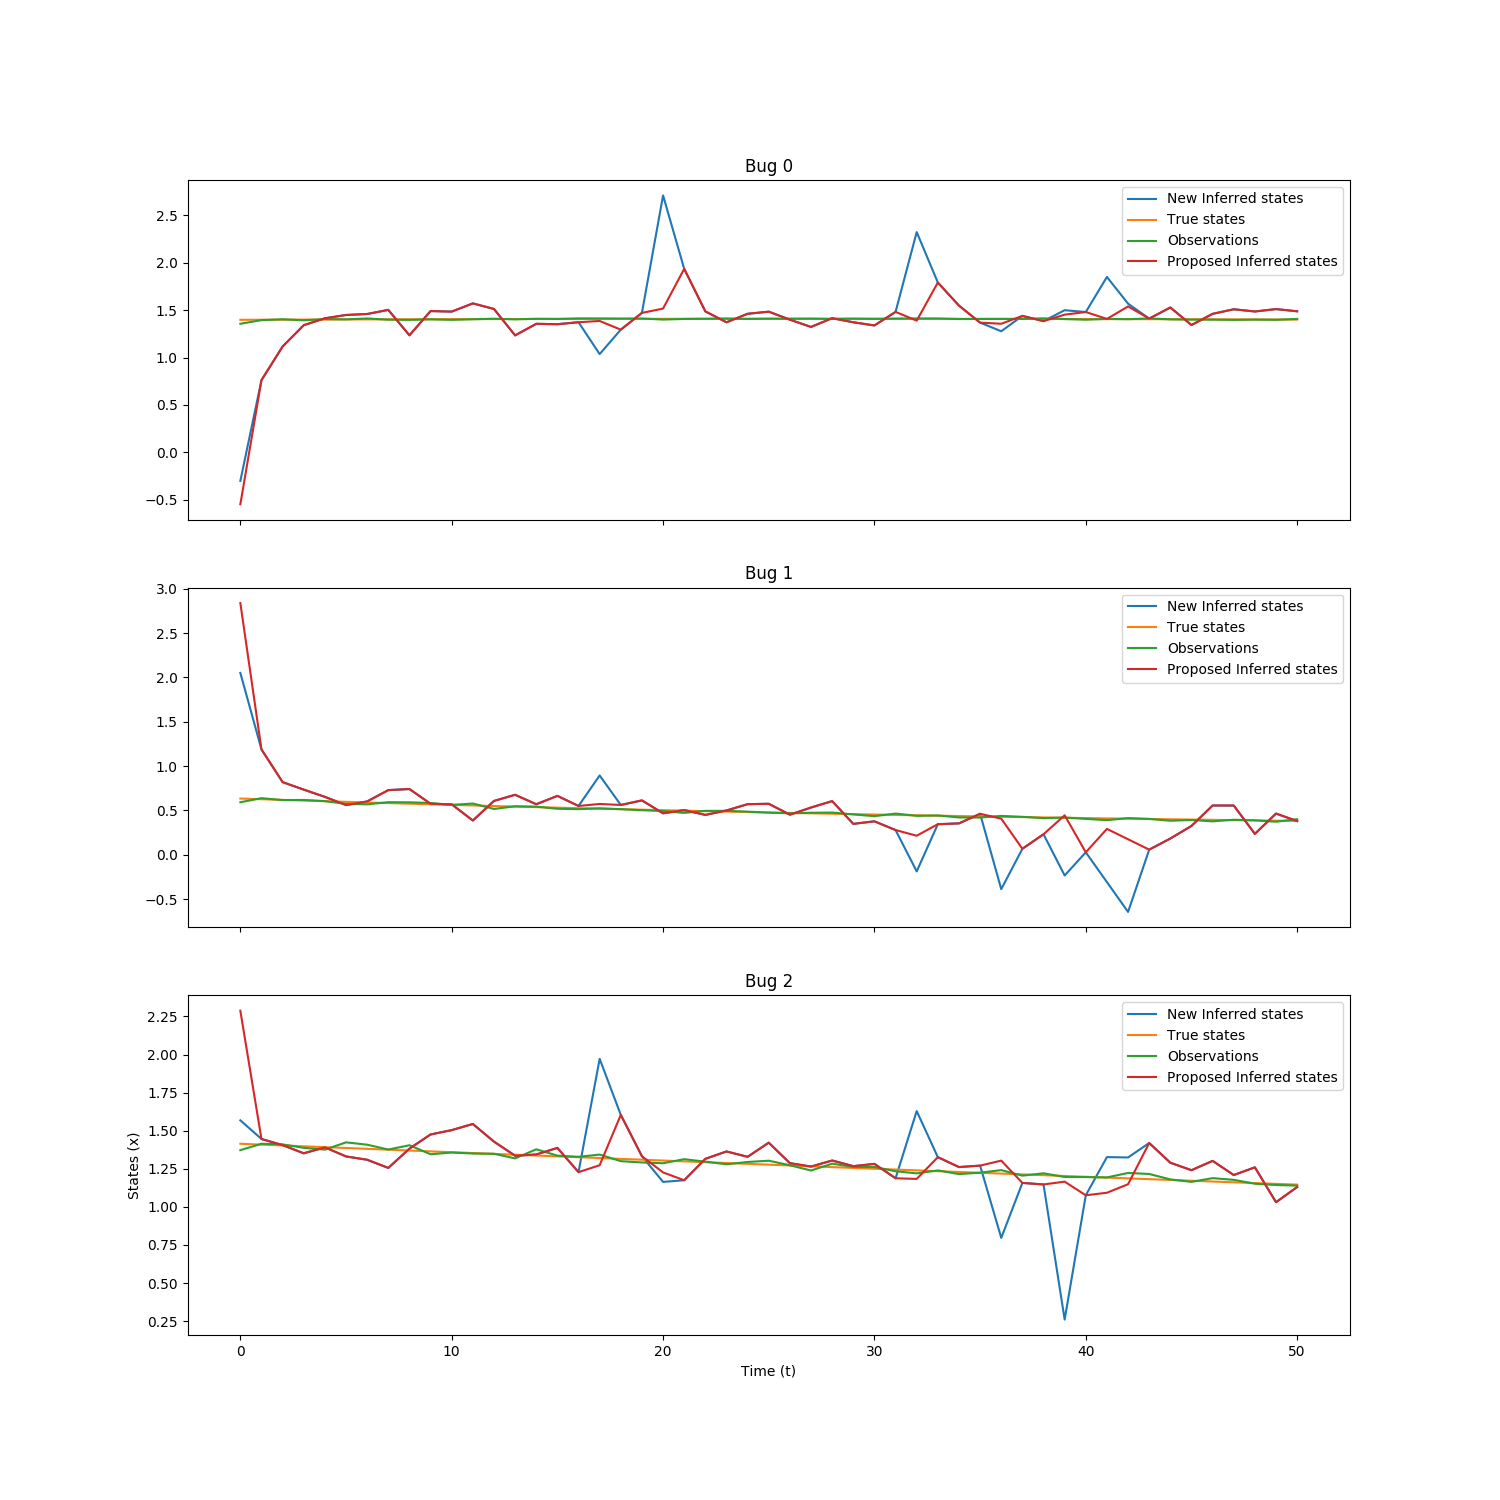 Bug 0
2.5
2.0
1.5
1.0
0.5
0.0
−0.5
New Inferred states
True states
Observations
Proposed Inferred states
Bug 1
3.0
2.5
2.0
1.5
1.0
0.5
0.0
−0.5
New Inferred states
True states
Observations
Proposed Inferred states
Bug 2
States (x)
2.25
2.00
1.75
1.50
1.25
1.00
0.75
0.50
0.25
New Inferred states
True states
Observations
Proposed Inferred states
0 10 20 30 40 50
Time (t)